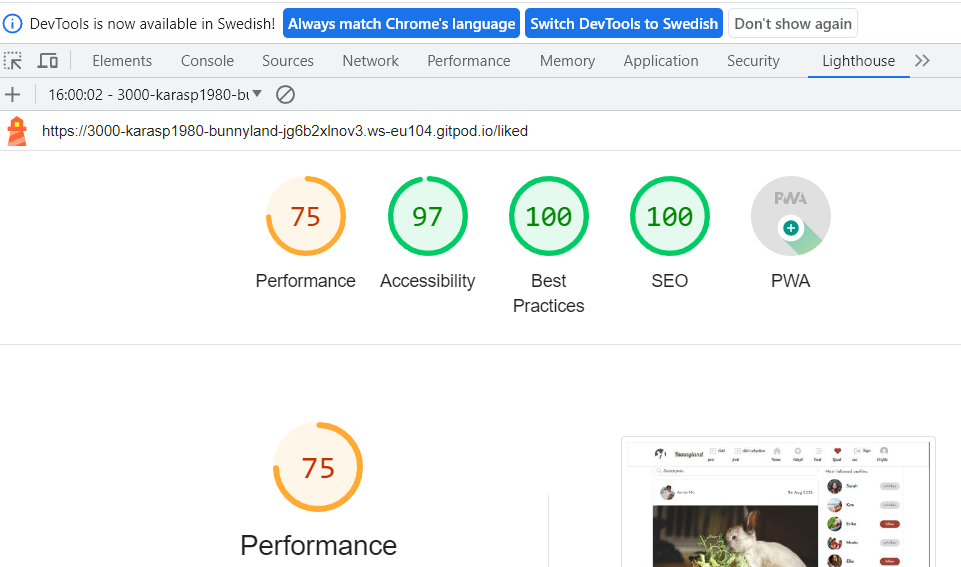 DevTools is now available in Swedish! Always match Chrome's language Switch DevTools to Swedish Don't show again
Elements Console Sources Network Performance Memory Application Security Lighthouse
16:00:02 - 3000-karasp1980-bu
https://3000-karasp1980-bunnyland-jg6b2xlnov3.ws-eu104.gitpod.io/liked
75 97 100 100 PWA
Performance Accessibility Best Practices SEO PWA
75
Performance
Bunnyland
Most followed profiles
Sarah
Kim
Erika
Ella